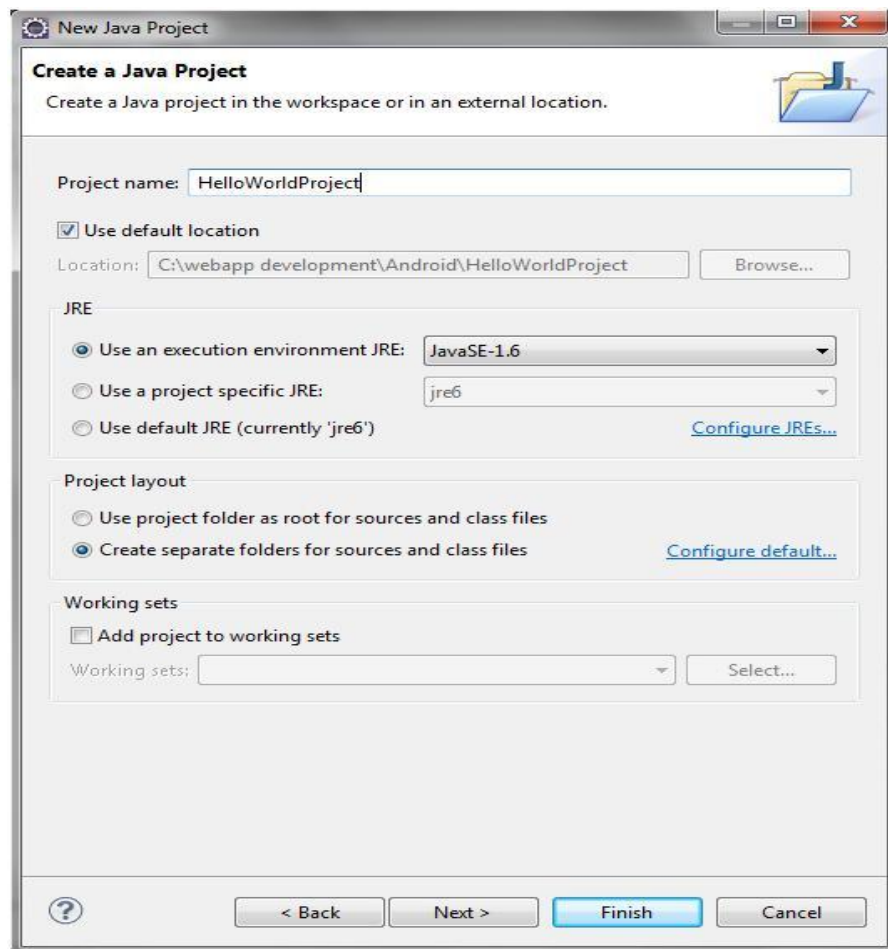 New Java Project
Create a Java Project
Create a Java project in the workspace or in an external location.
Project name: HelloWorldProject
Use default location
Location: C:\webapp development\Android\HelloWorldProject Browse...
JRE
Use an execution environment JRE: JavaSE-1.6
Use a project specific JRE: jre6
Use default JRE (currently 'jre6') Configure JREs...
Project layout
Use project folder as root for sources and class files
Create separate folders for sources and class files Configure default...
Working sets
Add project to working sets
Working sets: Select...
? < Back Next > Finish Cancel